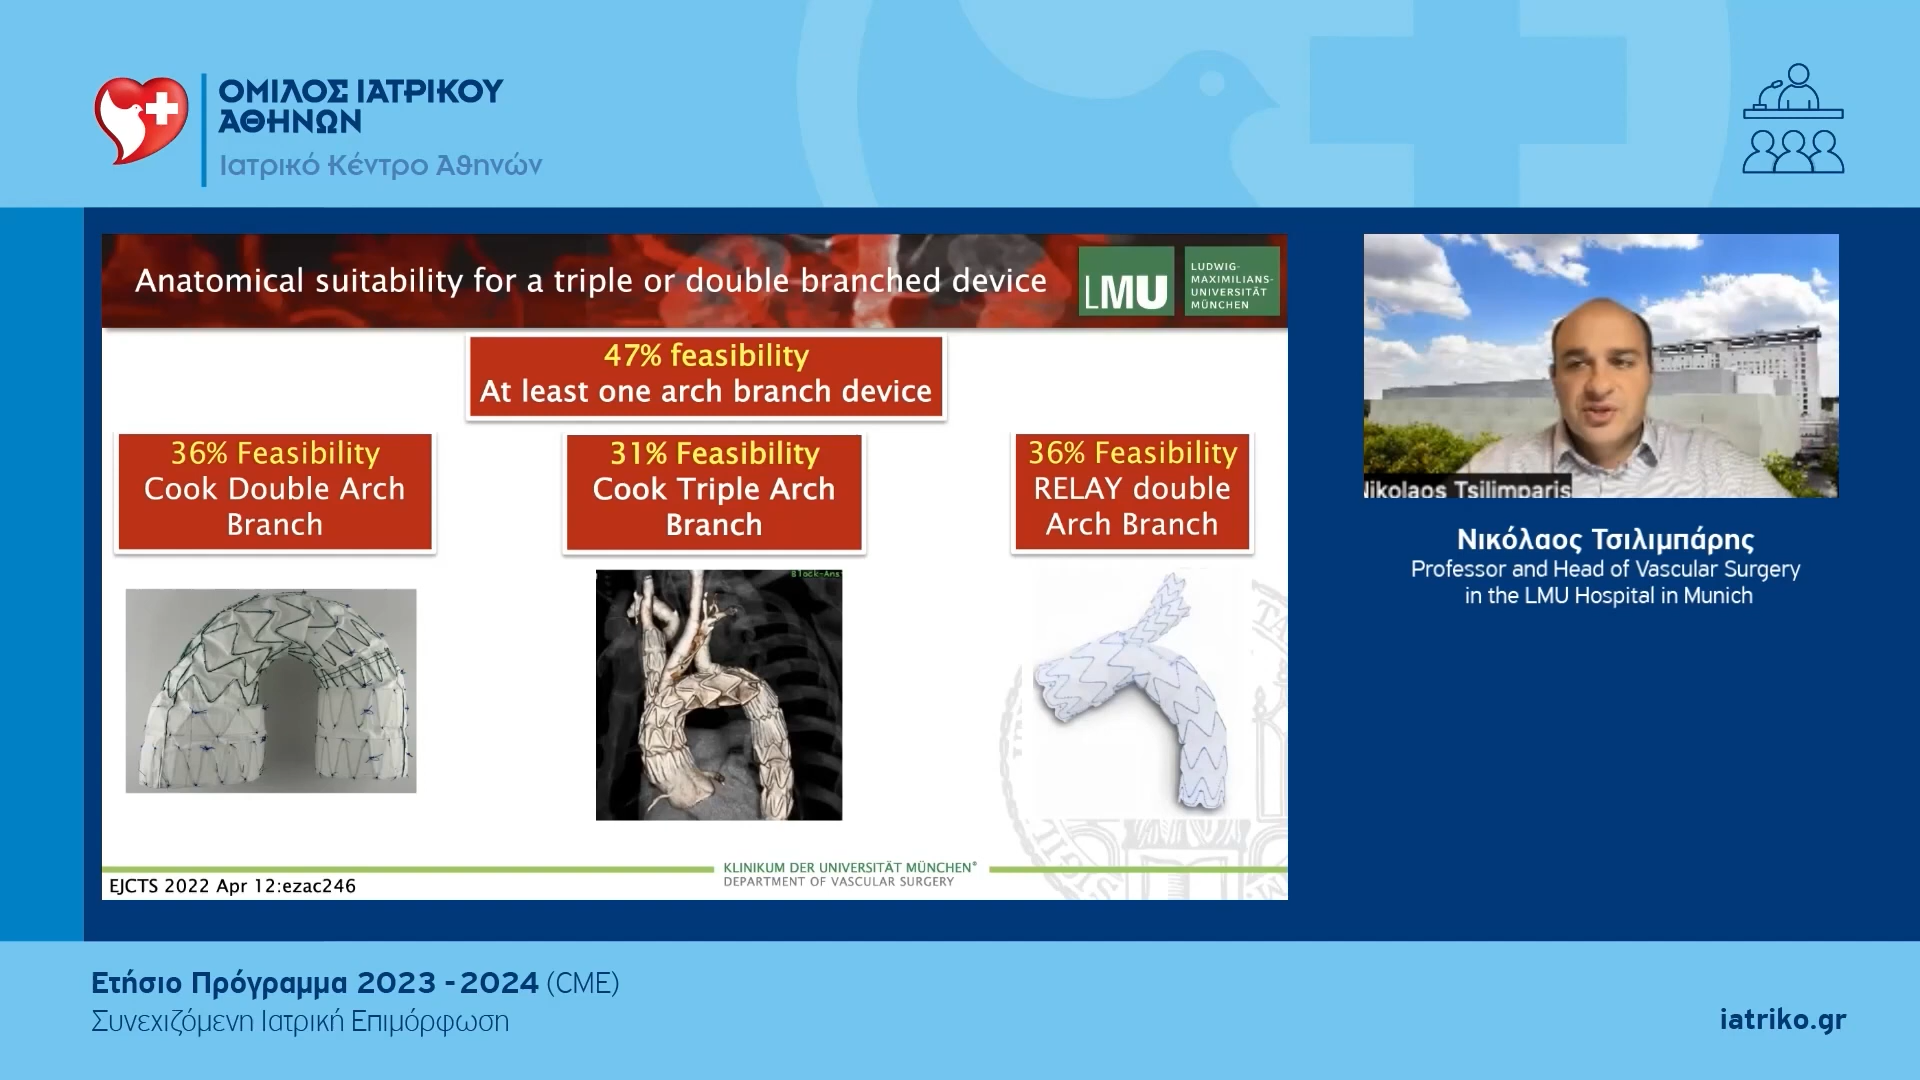 ΟΜΙΛΟΣ ΙΑΤΡΙΚΟΥ
ΑΘΗΝΩΝ
Ιατρικό Κέντρο Αθηνών
Anatomical suitability for a triple or double branched device
LMU
LUDWIG-
MAXIMILIANS-
UNIVERSITÄT
MÜNCHEN
47% feasibility
At least one arch branch device
36% Feasibility
Cook Double Arch
Branch
31% Feasibility
Cook Triple Arch
Branch
36% Feasibility
RELAY double
Arch Branch
KLINIKUM DER UNIVERSITÄT MÜNCHEN®
DEPARTMENT OF VASCULAR SURGERY
EJCTS 2022 Apr 12:ezac246
Nikolaos Tsilimparis
Νικόλαος Τσιλιμπάρης
Professor and Head of Vascular Surgery
in the LMU Hospital in Munich
Ετήσιο Πρόγραμμα 2023 - 2024 (CME)
Συνεχιζόμενη Ιατρική Επιμόρφωση
iatriko.gr